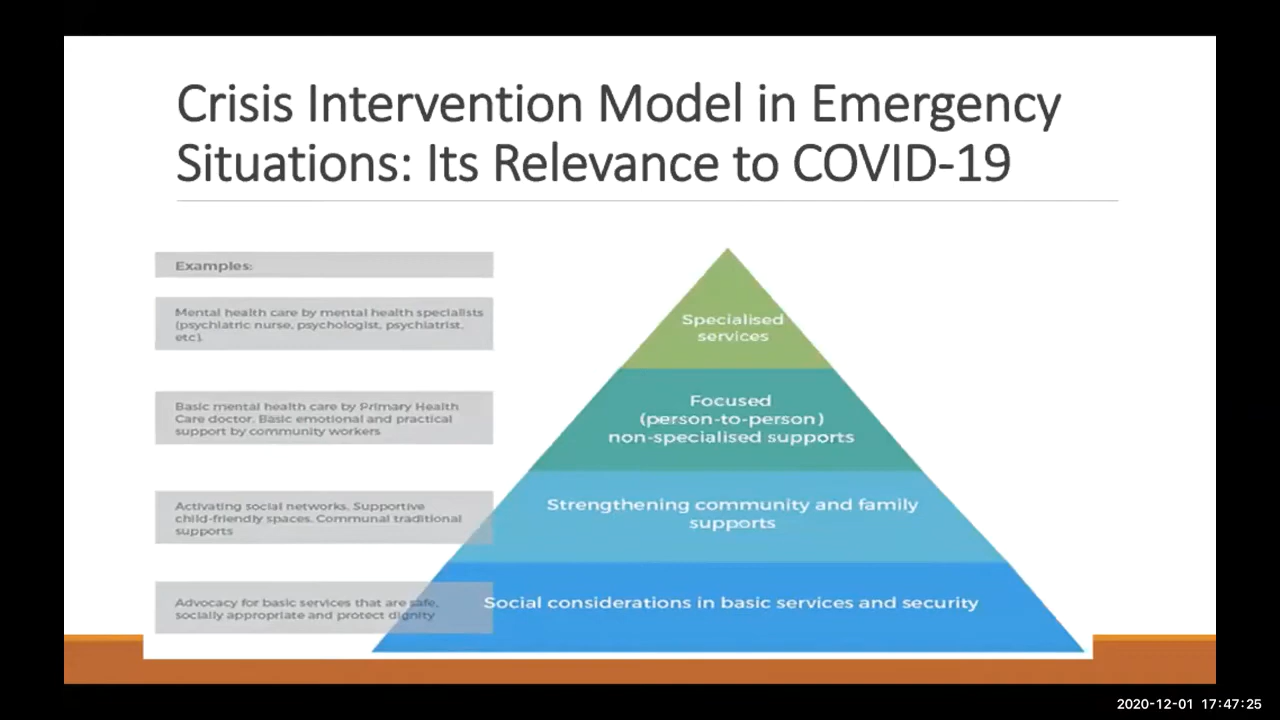 Crisis Intervention Model in Emergency
Situations: Its Relevance to COVID-19
Examples:
Mental health care by mental health specialists
(psychiatric nurse, psychologist, psychiatrist,
etc).
Specialised
services
Basic mental health care by Primary Health
Care doctor. Basic emotional and practical
support by community workers
Focused
(person-to-person)
non-specialised supports
Activating social networks. Supportive
child-friendly spaces. Communal traditional
supports
Strengthening community and family
supports
Advocacy for basic services that are safe,
socially appropriate and protect dignity
Social considerations in basic services and security
2020-12-01 17:47:25